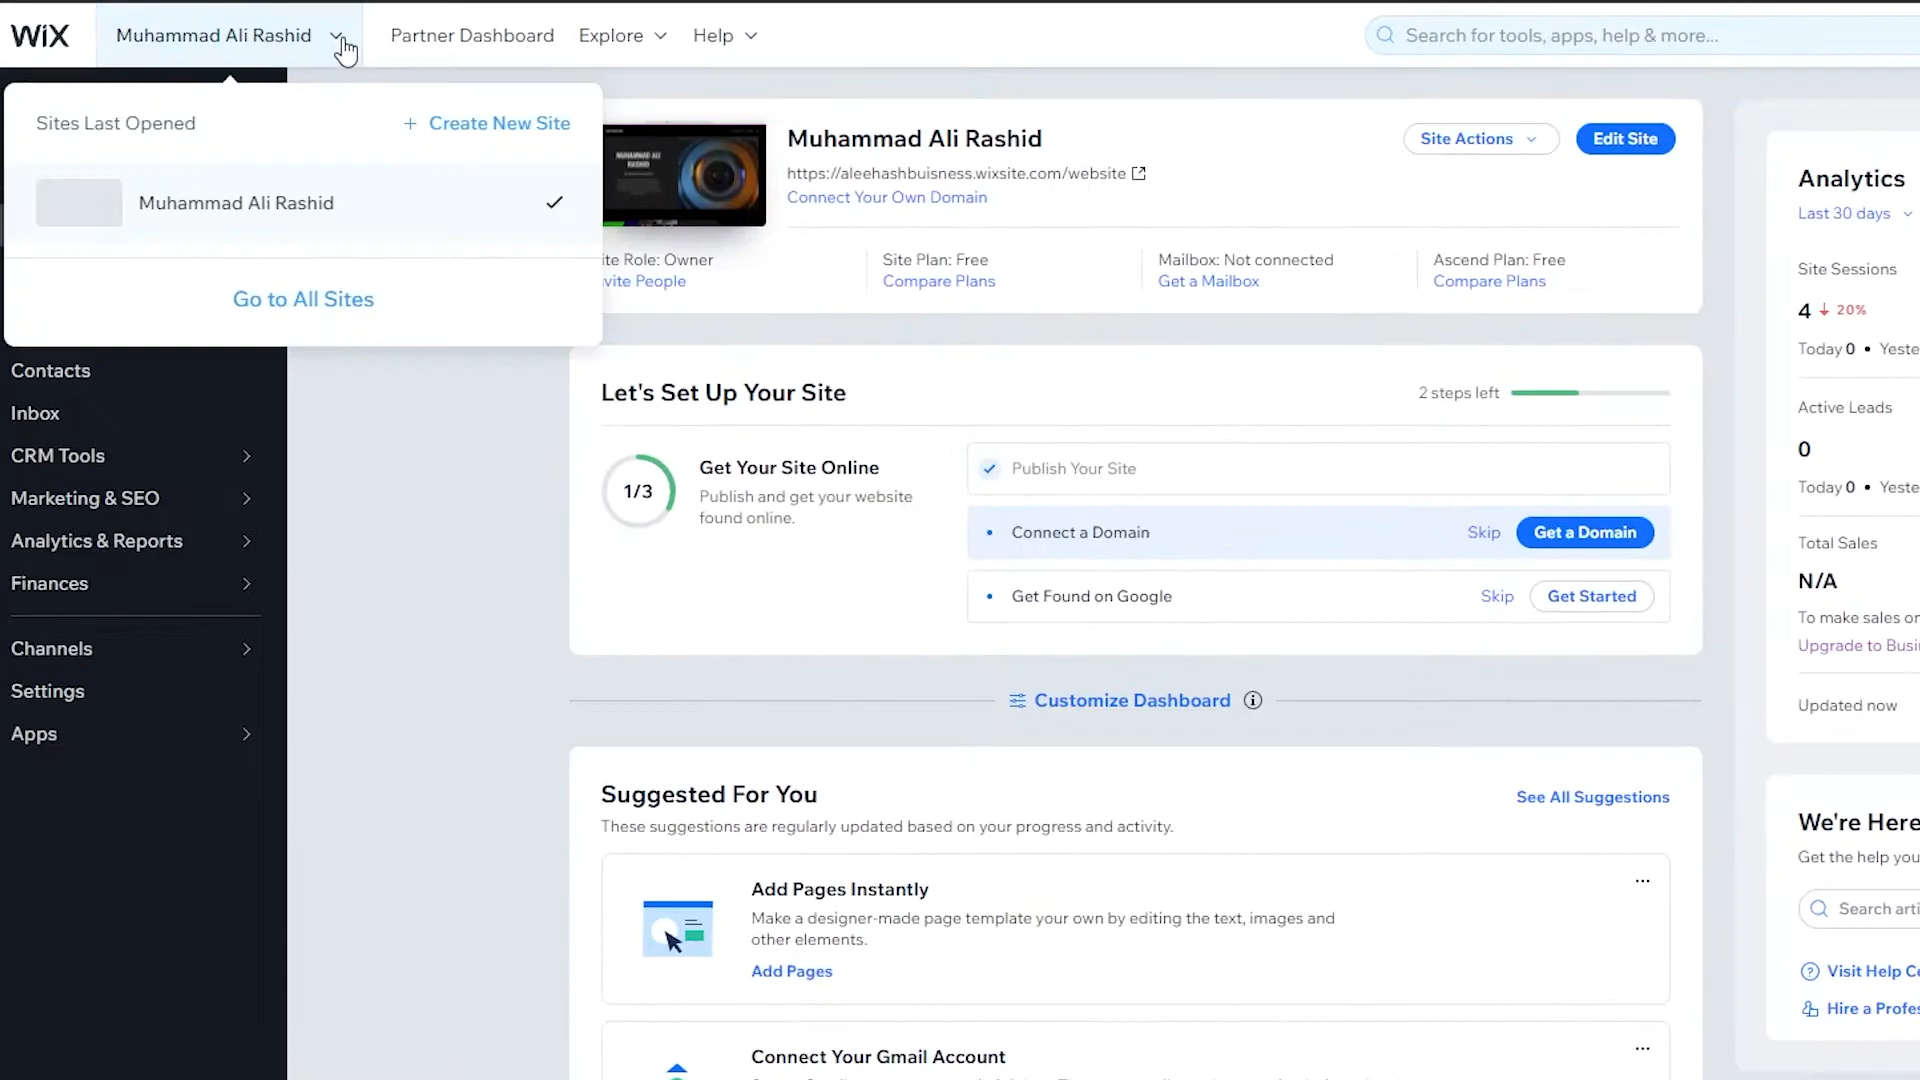 WiX
Muhammad Ali Rashid
Partner Dashboard
Explore
Help
Search for tools, apps, help & more...
Sites Last Opened
+ Create New Site
Muhammad Ali Rashid
Go to All Sites
Contacts
Inbox
CRM Tools
Marketing & SEO
Analytics & Reports
Finances
Channels
Settings
Apps
MUHAMMAD ALI
RASHID
Muhammad Ali Rashid
https://aleehashbuisness.wixsite.com/website
Connect Your Own Domain
Site Actions
Edit Site
ite Role: Owner
vite People
Site Plan: Free
Compare Plans
Mailbox: Not connected
Get a Mailbox
Ascend Plan: Free
Compare Plans
Let's Set Up Your Site
2 steps left
1/3
Get Your Site Online
Publish and get your website
found online.
Publish Your Site
Connect a Domain
Skip
Get a Domain
Get Found on Google
Skip
Get Started
Customize Dashboard
Suggested For You
See All Suggestions
These suggestions are regularly updated based on your progress and activity.
Add Pages Instantly
Make a designer-made page template your own by editing the text, images and
other elements.
Add Pages
Connect Your Gmail Account
Analytics
Last 30 days
Site Sessions
4 ↓ 20%
Today 0 • Yeste
Active Leads
0
Today 0 • Yeste
Total Sales
N/A
To make sales or
Upgrade to Busi
Updated now
We're Here
Get the help you
Search arti
Visit Help Ce
Hire a Profes